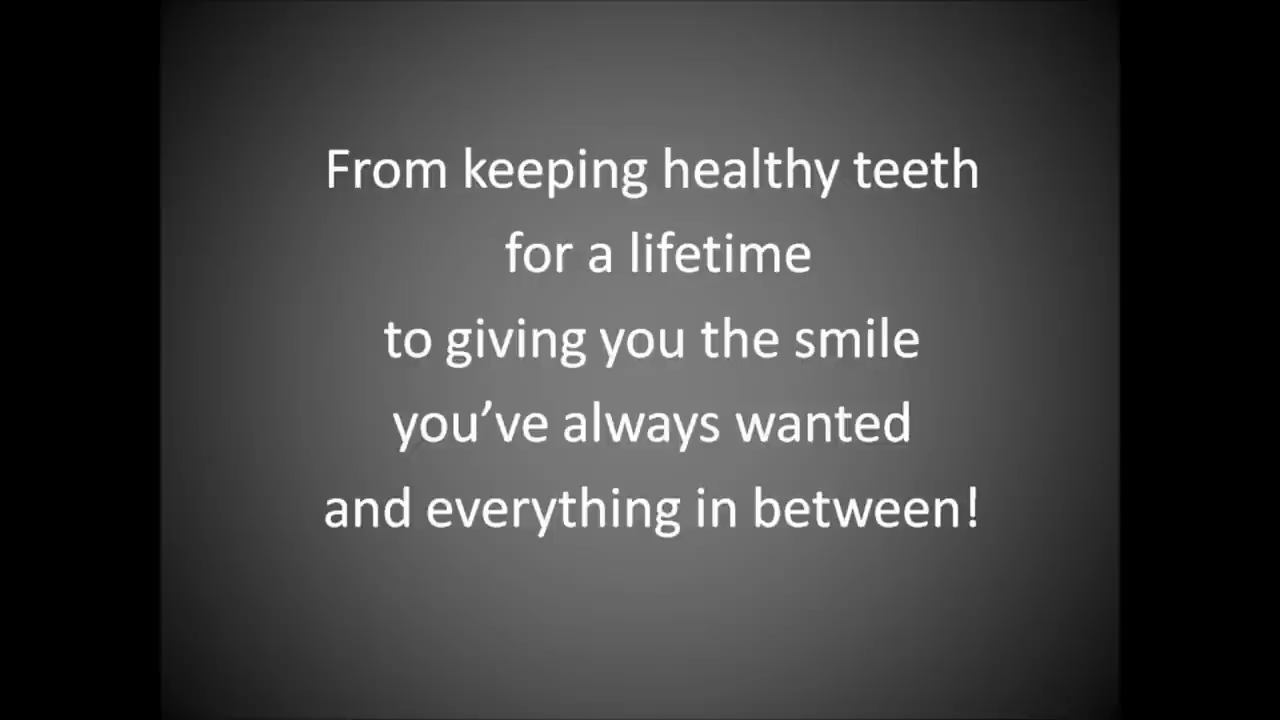 From keeping healthy teeth
for a lifetime
to giving you the smile
you’ve always wanted
and everything in between!